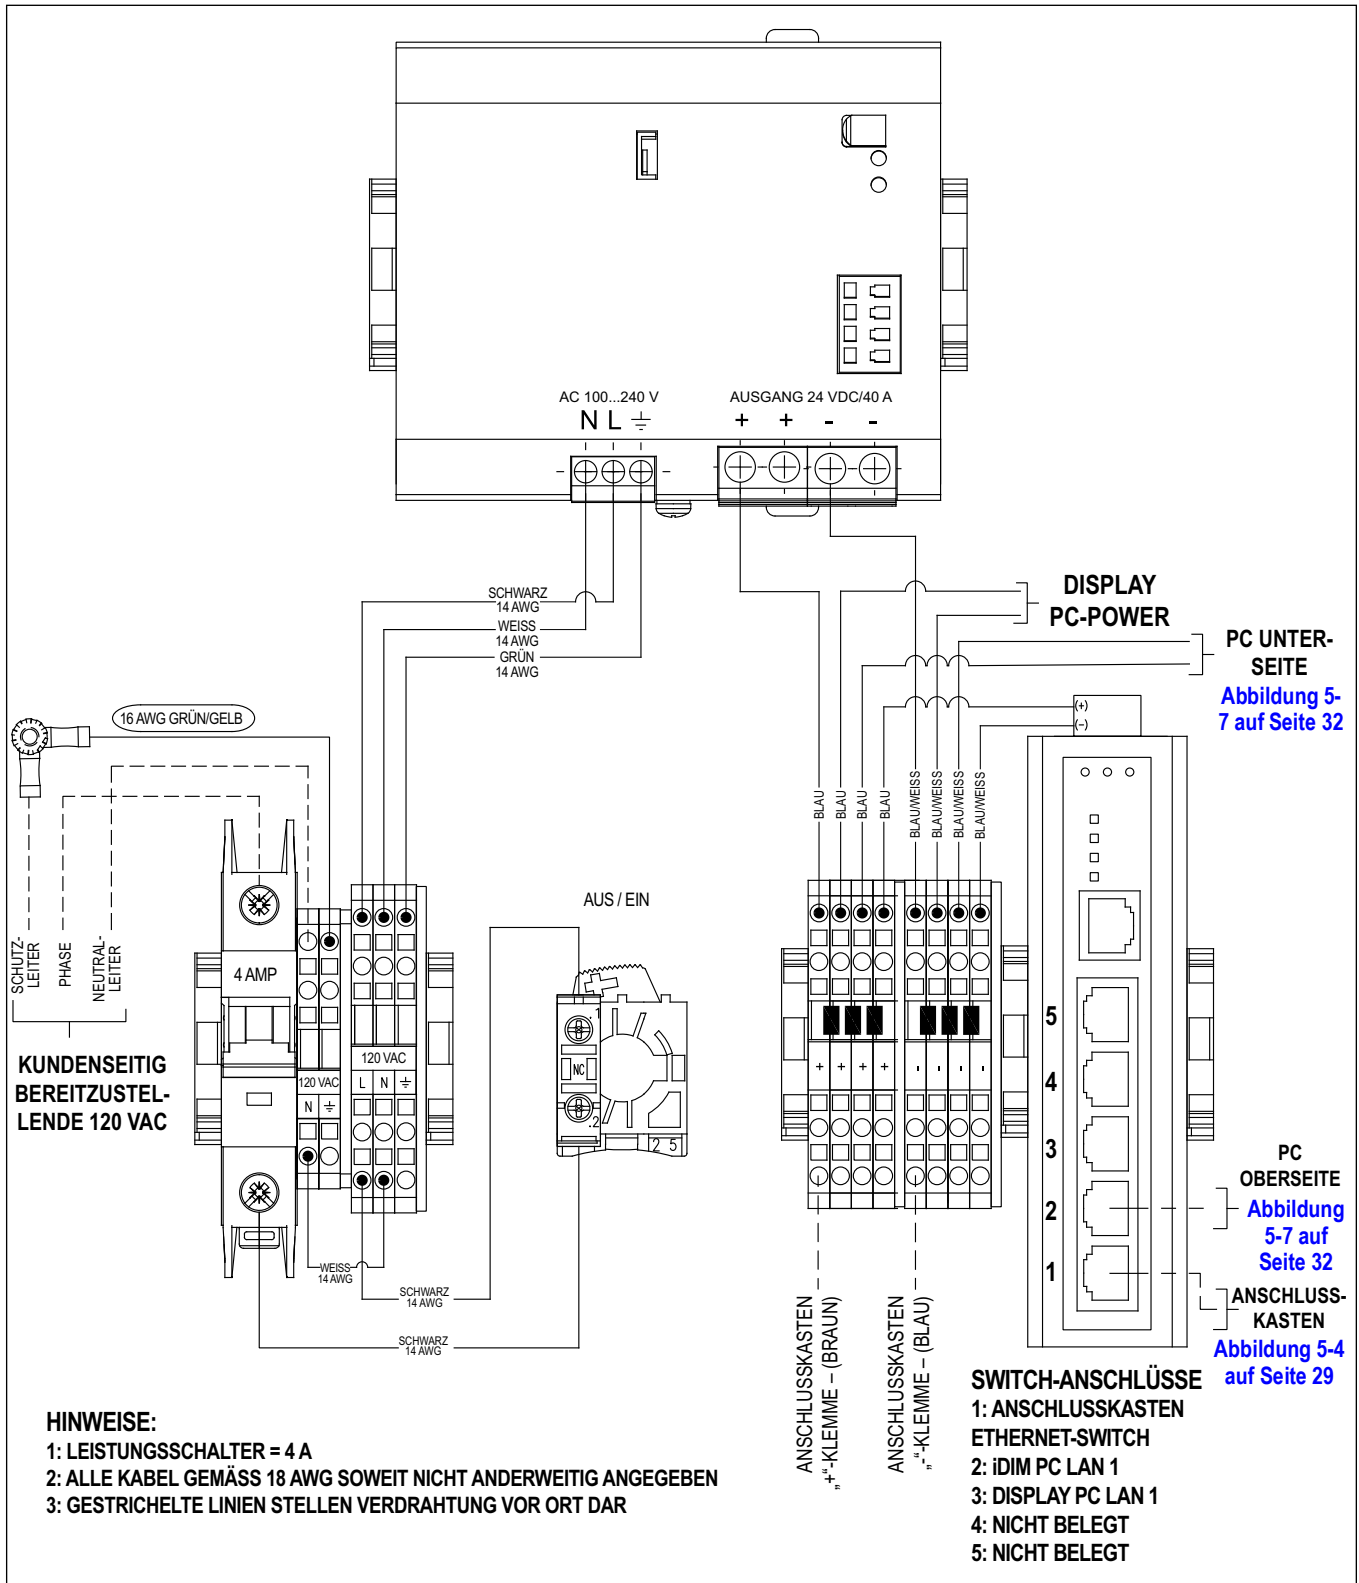 AC 100...240 V
N L
AUSGANG 24 VDC/40 A
+ + - -
SCHWARZ
14 AWG
WEISS
14 AWG
GRÜN
14 AWG
DISPLAY
PC-POWER
PC UNTER-
SEITE
Abbildung 5-
7 auf Seite 32
16 AWG GRÜN/GELB
(+)
(-)
BLAU
BLAU
BLAU
BLAU
BLAU/WEISS
BLAU/WEISS
BLAU/WEISS
BLAU/WEISS
SCHUTZ-
LEITER
PHASE
NEUTRAL-
LEITER
KUNDENSEITIG
BEREITZUSTEL-
LENDE 120 VAC
4 AMP
120 VAC
N
120 VAC
L N
AUS / EIN
.1
NC
.2
2 5
+ + + + - - - -
5
4
3
2
1
PC
OBERSEITE
Abbildung
5-7 auf
Seite 32
ANSCHLUSS-
KASTEN
Abbildung 5-4
auf Seite 29
WEISS
14 AWG
SCHWARZ
14 AWG
SCHWARZ
14 AWG
ANSCHLUSSKASTEN
„+“-KLEMME – (BRAUN)
ANSCHLUSSKASTEN
„-“-KLEMME – (BLAU)
SWITCH-ANSCHLÜSSE
1: ANSCHLUSSKASTEN
ETHERNET-SWITCH
2: iDIM PC LAN 1
3: DISPLAY PC LAN 1
4: NICHT BELEGT
5: NICHT BELEGT
HINWEISE:
1: LEISTUNGSSCHALTER = 4 A
2: ALLE KABEL GEMÄSS 18 AWG SOWEIT NICHT ANDERWEITIG ANGEGEBEN
3: GESTRICHELTE LINIEN STELLEN VERDRAHTUNG VOR ORT DAR